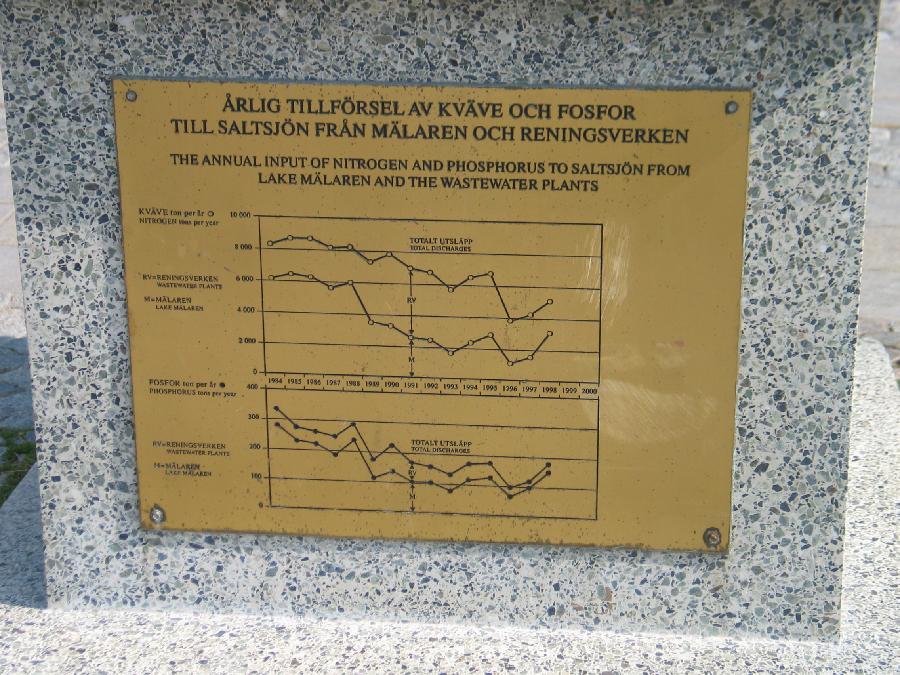 ÅRLIG TILLFÖRSEL AV KVÄVE OCH FOSFOR
TILL SALTSJÖN FRÅN MÄLAREN OCH RENINGSVERKEN
THE ANNUAL INPUT OF NITROGEN AND PHOSPHORUS TO SALTSJÖN FROM
LAKE MÄLAREN AND THE WASTEWATER PLANTS
KVÄVE ton per år
NITROGEN tons per year
10 000
8 000
6 000
4 000
2 000
0
RV=RENINGSVERKEN
WASTEWATER PLANTS
M=MÄLAREN
LAKE MÄLAREN
TOTALT UTSLÄPP
TOTAL DISCHARGES
RV
M
1984 1985 1986 1987 1988 1989 1990 1991 1992 1993 1994 1995 1296 1997 1998 1999 2000
FOSFOR ton per år
PHOSPHORUS tons per year
400
300
200
100
0
RV=RENINGSVERKEN
WASTEWATER PLANTS
M=MÄLAREN
LAKE MÄLAREN
TOTALT UTSLÄPP
TOTAL DISCHARGES
RV
M